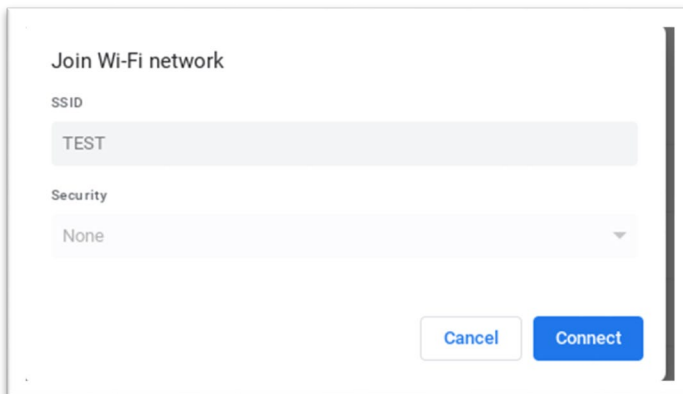 Join Wi-Fi network
SSID
TEST
Security
None
Cancel Connect